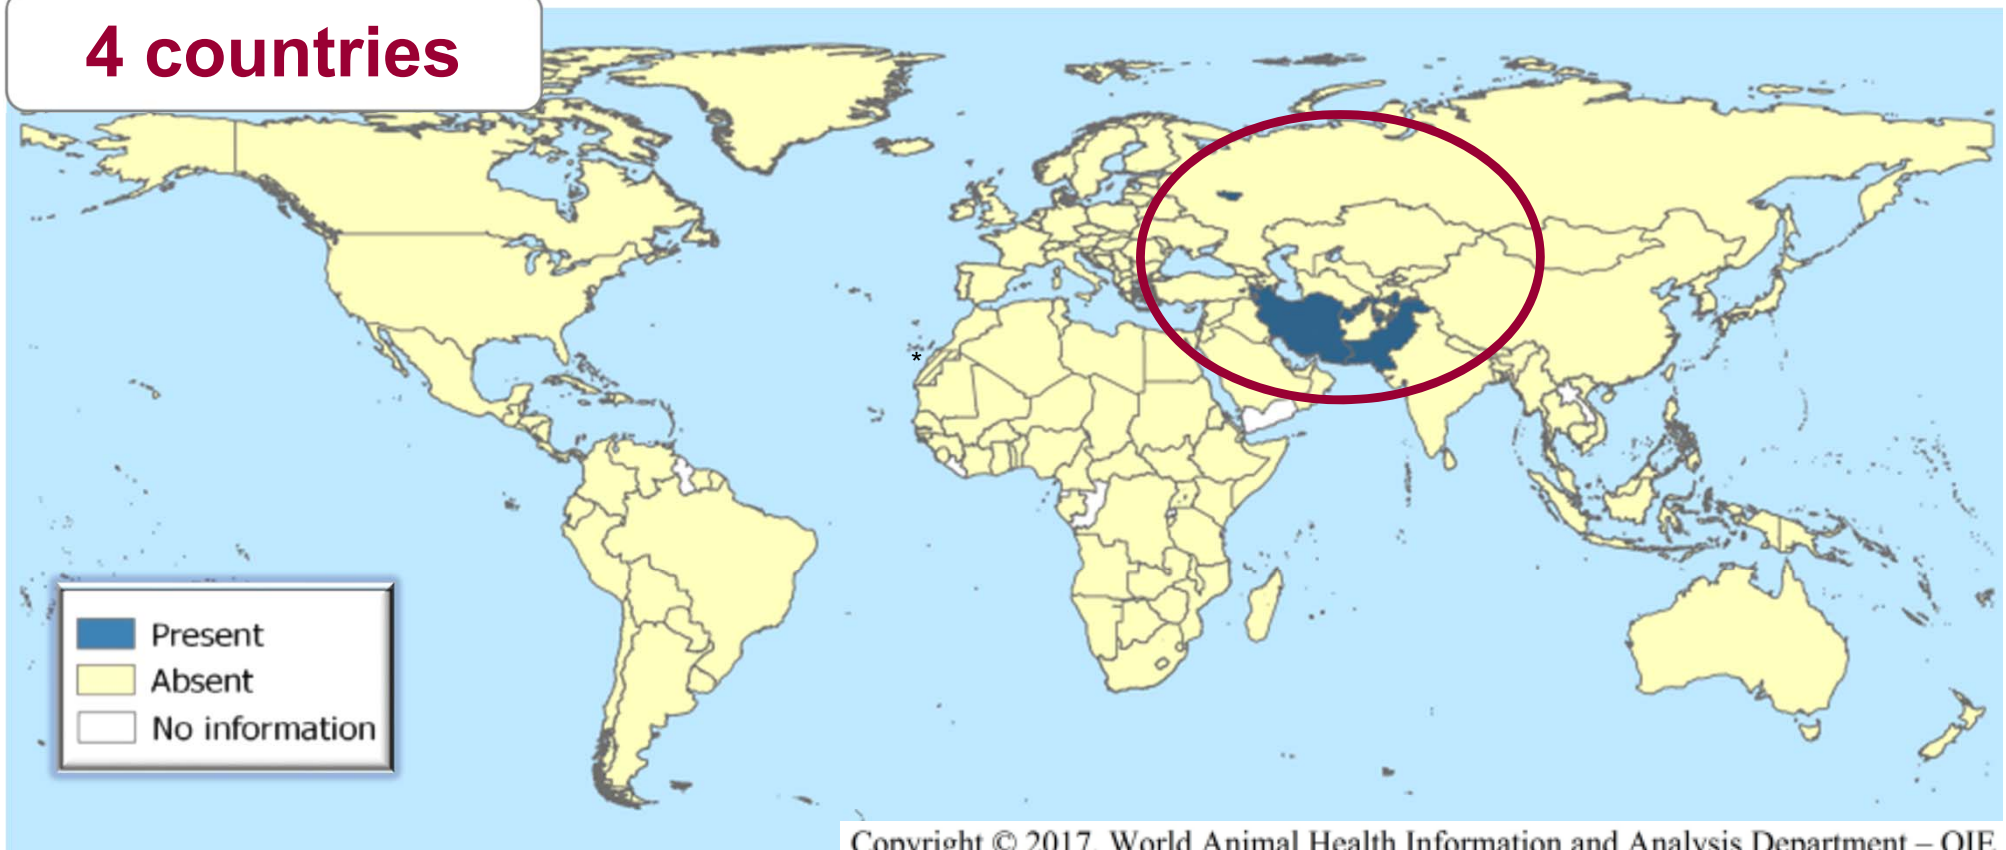 4 countries
*
Present
Absent
No information
Copyright © 2017. World Animal Health Information and Analysis Department – OIE